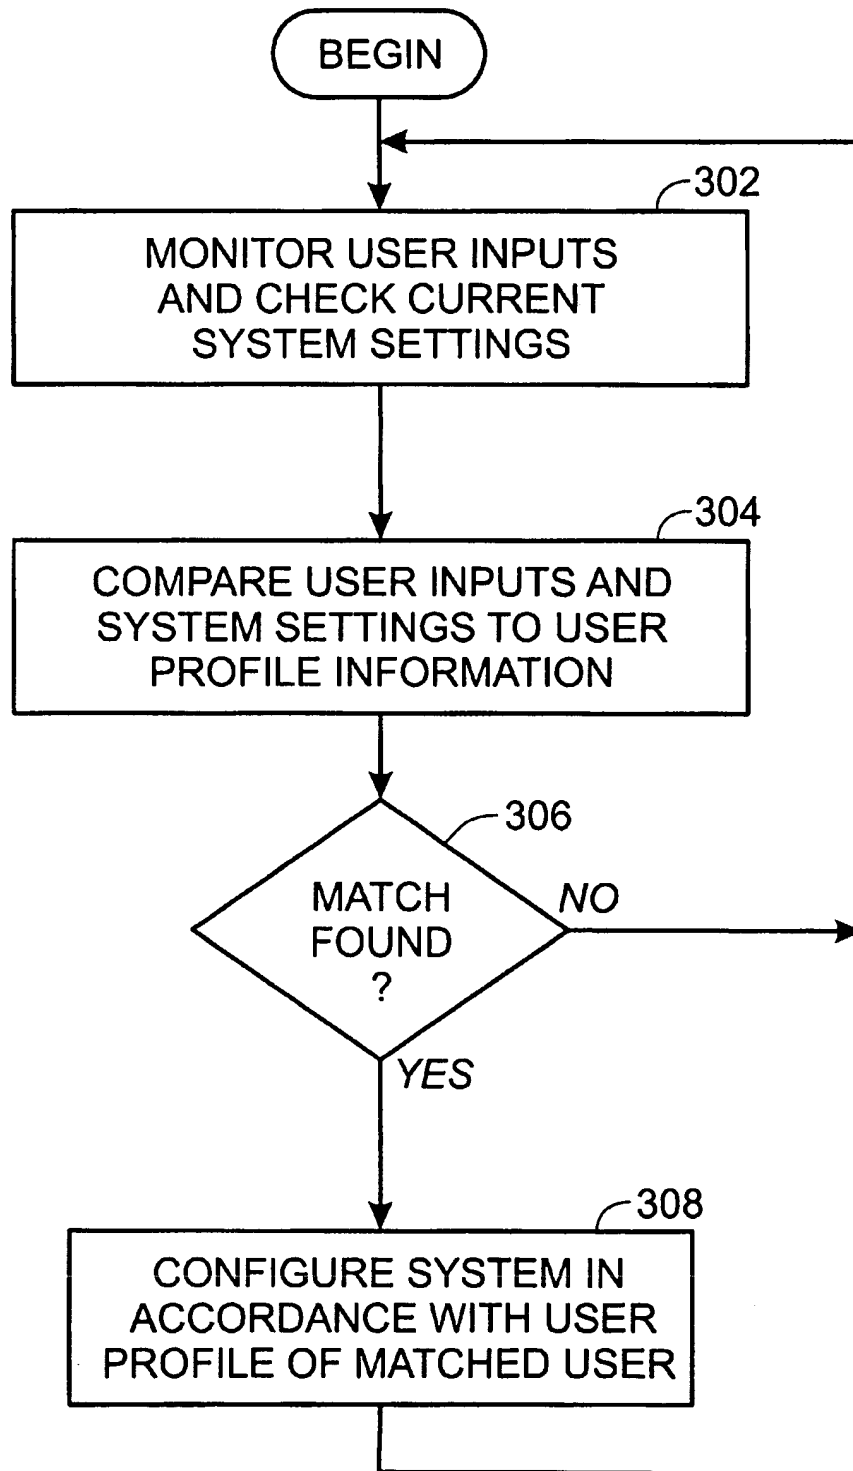 BEGIN
302
MONITOR USER INPUTS
AND CHECK CURRENT
SYSTEM SETTINGS
304
COMPARE USER INPUTS AND
SYSTEM SETTINGS TO USER
PROFILE INFORMATION
306
MATCH
FOUND
?
NO
YES
308
CONFIGURE SYSTEM IN
ACCORDANCE WITH USER
PROFILE OF MATCHED USER